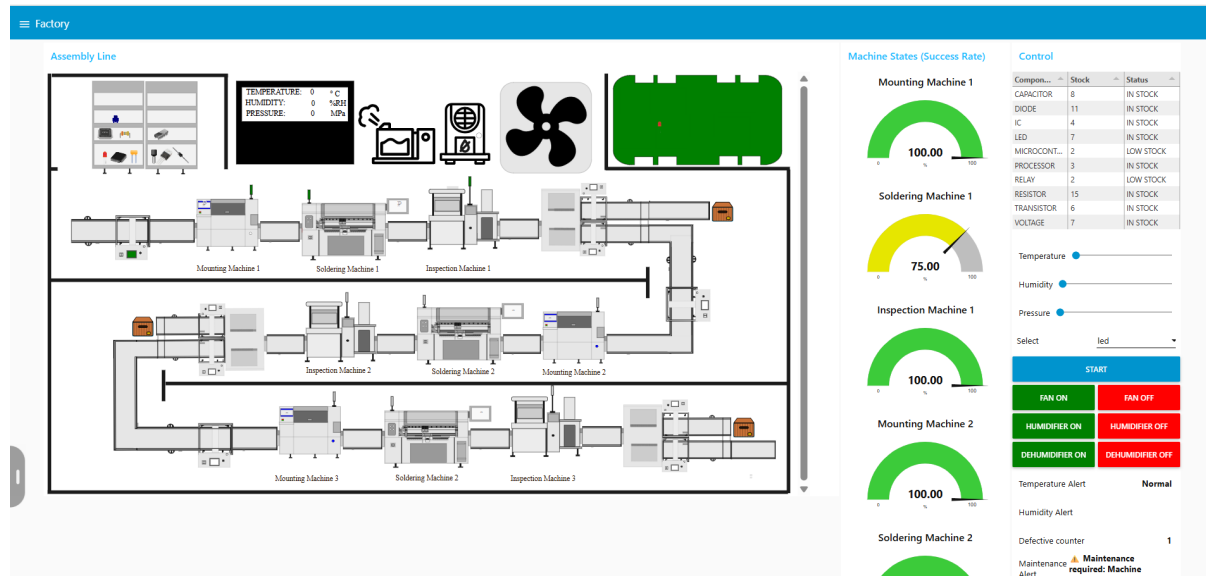 Factory
Assembly Line
TEMPERATURE: 0 ° C
HUMIDITY: 0 %RH
PRESSURE: 0 MPa
Mounting Machine 1
Soldering Machine 1
Inspection Machine 1
Inspection Machine 2
Soldering Machine 2
Mounting Machine 2
Mounting Machine 3
Soldering Machine 2
Inspection Machine 3
Machine States (Success Rate)
Mounting Machine 1
100.00
0 % 100
Soldering Machine 1
75.00
0 % 100
Inspection Machine 1
100.00
0 % 100
Mounting Machine 2
100.00
0 % 100
Soldering Machine 2
Control
Compon... Stock Status
CAPACITOR 8 IN STOCK
DIODE 11 IN STOCK
IC 4 IN STOCK
LED 7 IN STOCK
MICROCONT... 2 LOW STOCK
PROCESSOR 3 IN STOCK
RELAY 2 LOW STOCK
RESISTOR 15 IN STOCK
TRANSISTOR 6 IN STOCK
VOLTAGE 7 IN STOCK
Temperature
Humidity
Pressure
Select led
START
FAN ON FAN OFF
HUMIDIFIER ON HUMIDIFIER OFF
DEHUMIDIFIER ON DEHUMIDIFIER OFF
Temperature Alert Normal
Humidity Alert
Defective counter 1
Maintenance Alert ⚠ Maintenance
required: Machine